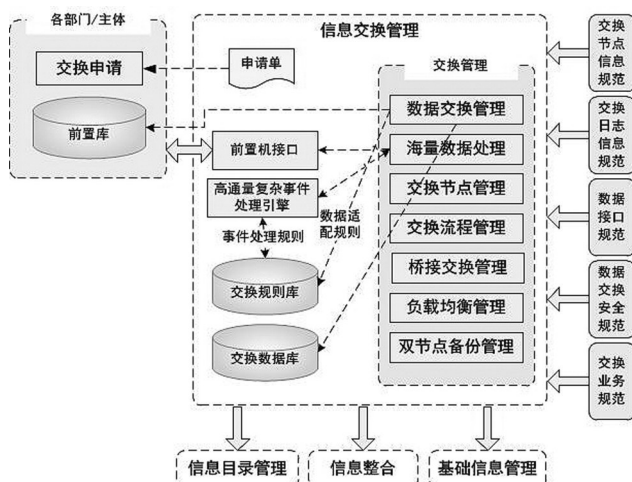 各部门/主体
交换申请
前置库
信息交换管理
申请单
前置机接口
高通量复杂事件
处理引擎
事件处理规则
数据适
配规则
交换规则库
交换数据库
交换管理
数据交换管理
海量数据处理
交换节点管理
交换流程管理
桥接交换管理
负载均衡管理
双节点备份管理
交换
节点
信息
规范
交换
日志
信息
规范
数据
接口
规范
数据
交换
安全
规范
交换
业务
规范
信息目录管理
信息整合
基础信息管理